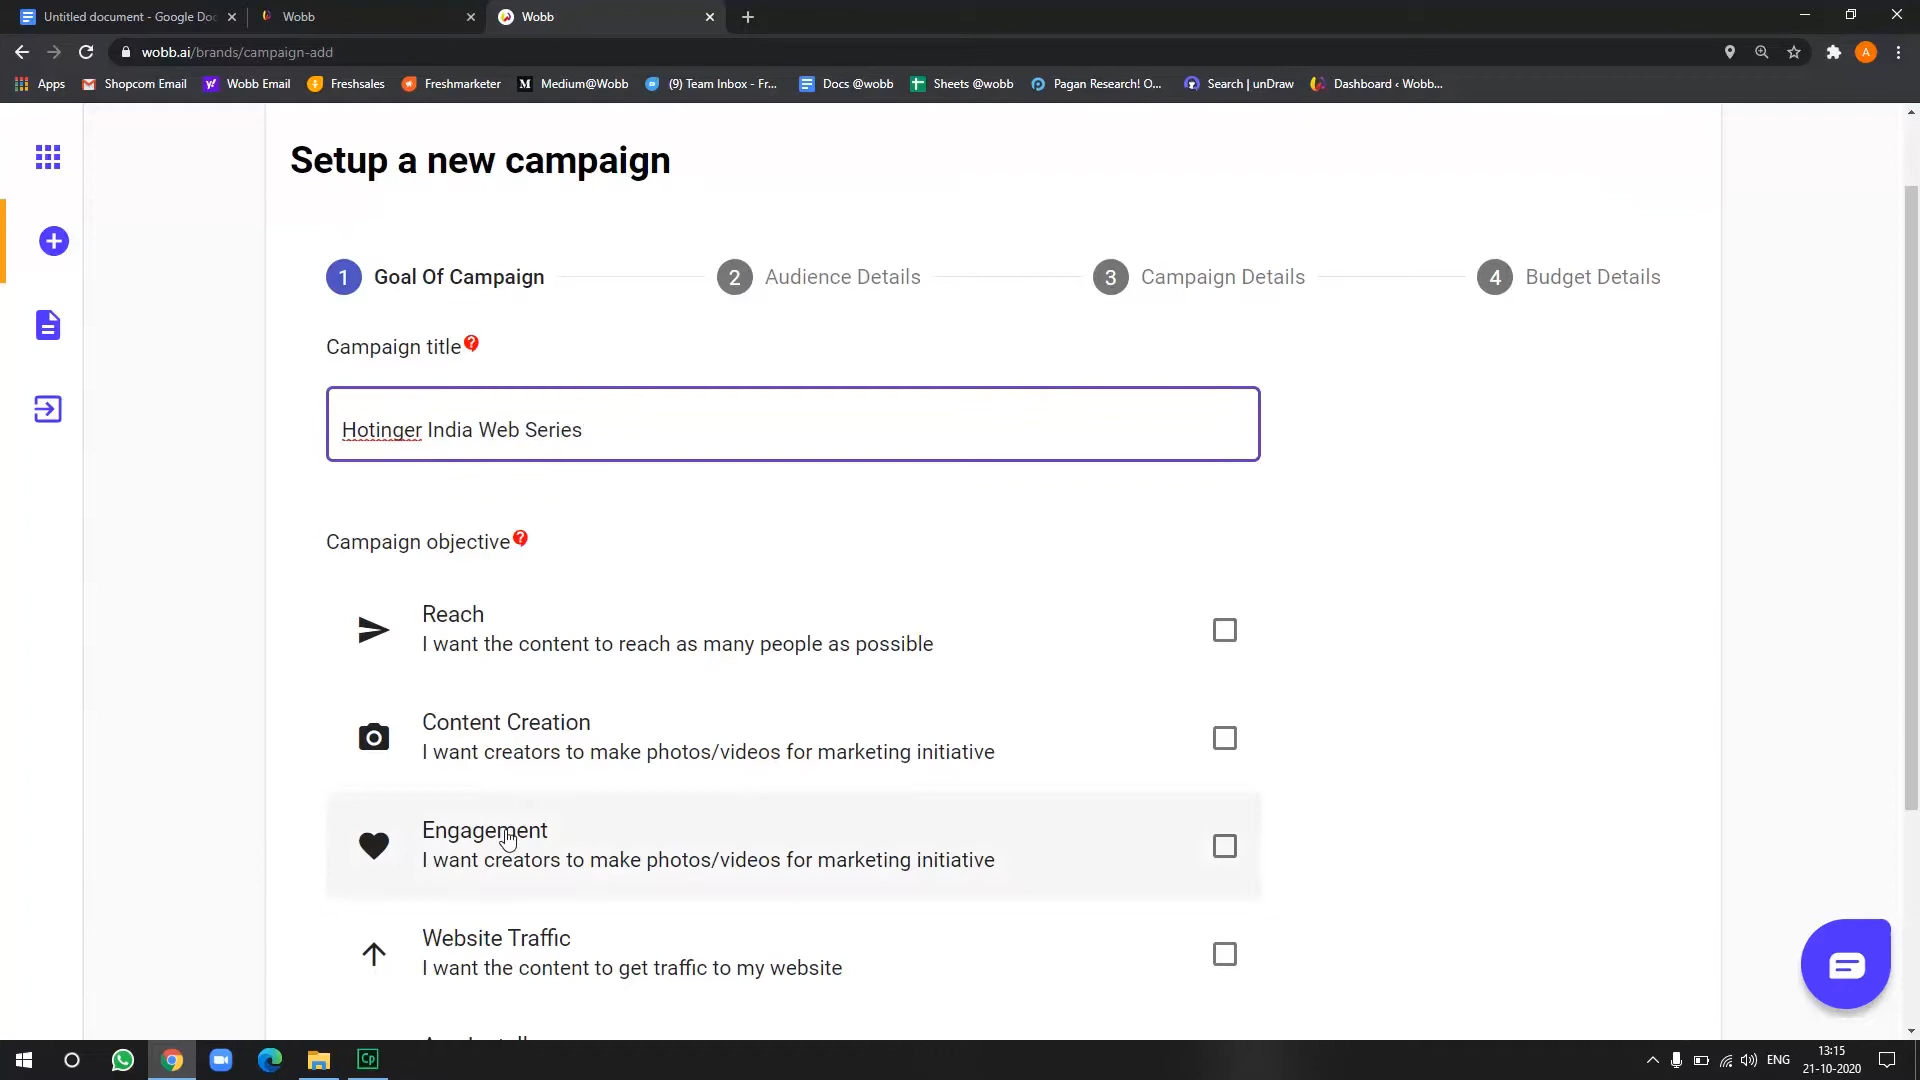 Untitled document - Google Doc
Wobb
Wobb
wobb.ai/brands/campaign-add
A
Apps
Shopcom Email
Wobb Email
Freshsales
Freshmarketer
M Medium@Wobb
(9) Team Inbox - Fr...
Docs @wobb
Sheets @wobb
Pagan Research! O...
Search | unDraw
Dashboard ‹ Wobb...
Setup a new campaign
1 Goal Of Campaign
2 Audience Details
3 Campaign Details
4 Budget Details
Campaign title?
Hotinger India Web Series
Campaign objective?
Reach
I want the content to reach as many people as possible
Content Creation
I want creators to make photos/videos for marketing initiative
Engagement
I want creators to make photos/videos for marketing initiative
Website Traffic
I want the content to get traffic to my website
Cp
ENG
13:15
21-10-2020